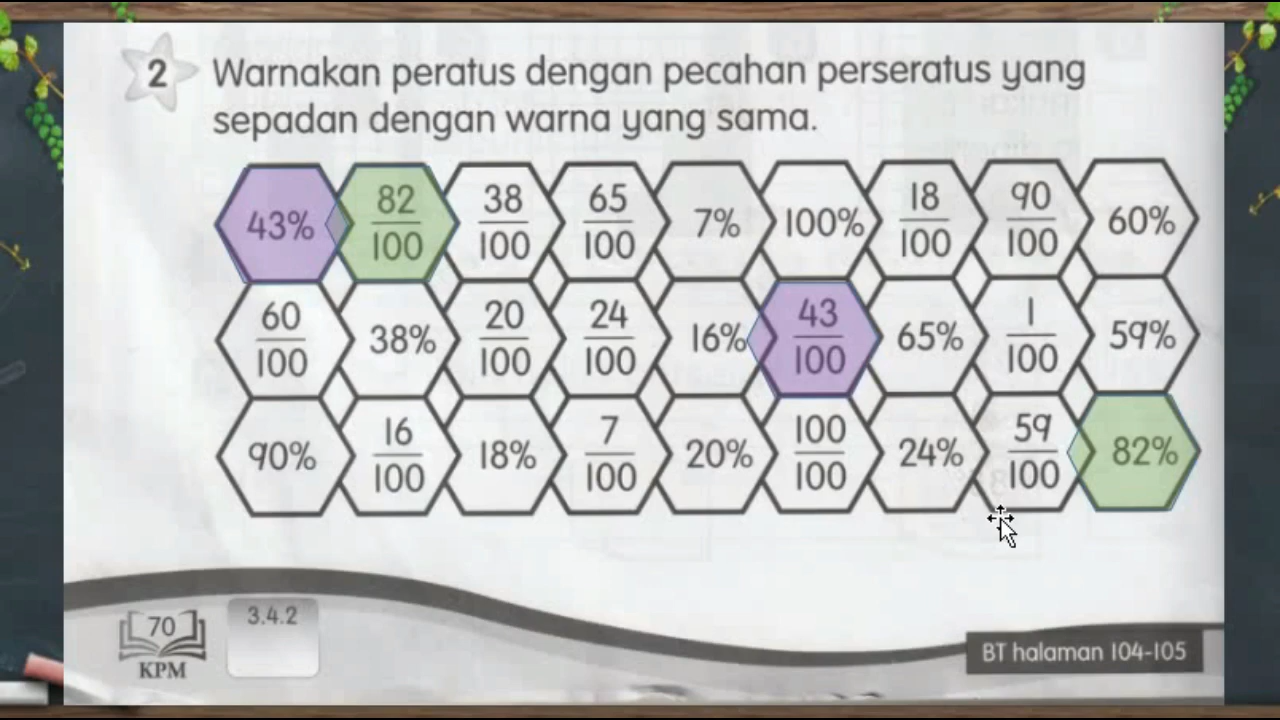 2 Warnakan peratus dengan pecahan perseratus yang
sepadan dengan warna yang sama.
43% 82/100 38/100 65/100 7% 100% 18/100 90/100 60%
60/100 38% 20/100 24/100 16% 43/100 65% 1/100 59%
90% 16/100 18% 7/100 20% 100/100 24% 59/100 82%
70
KPM
3.4.2
BT halaman 104-105